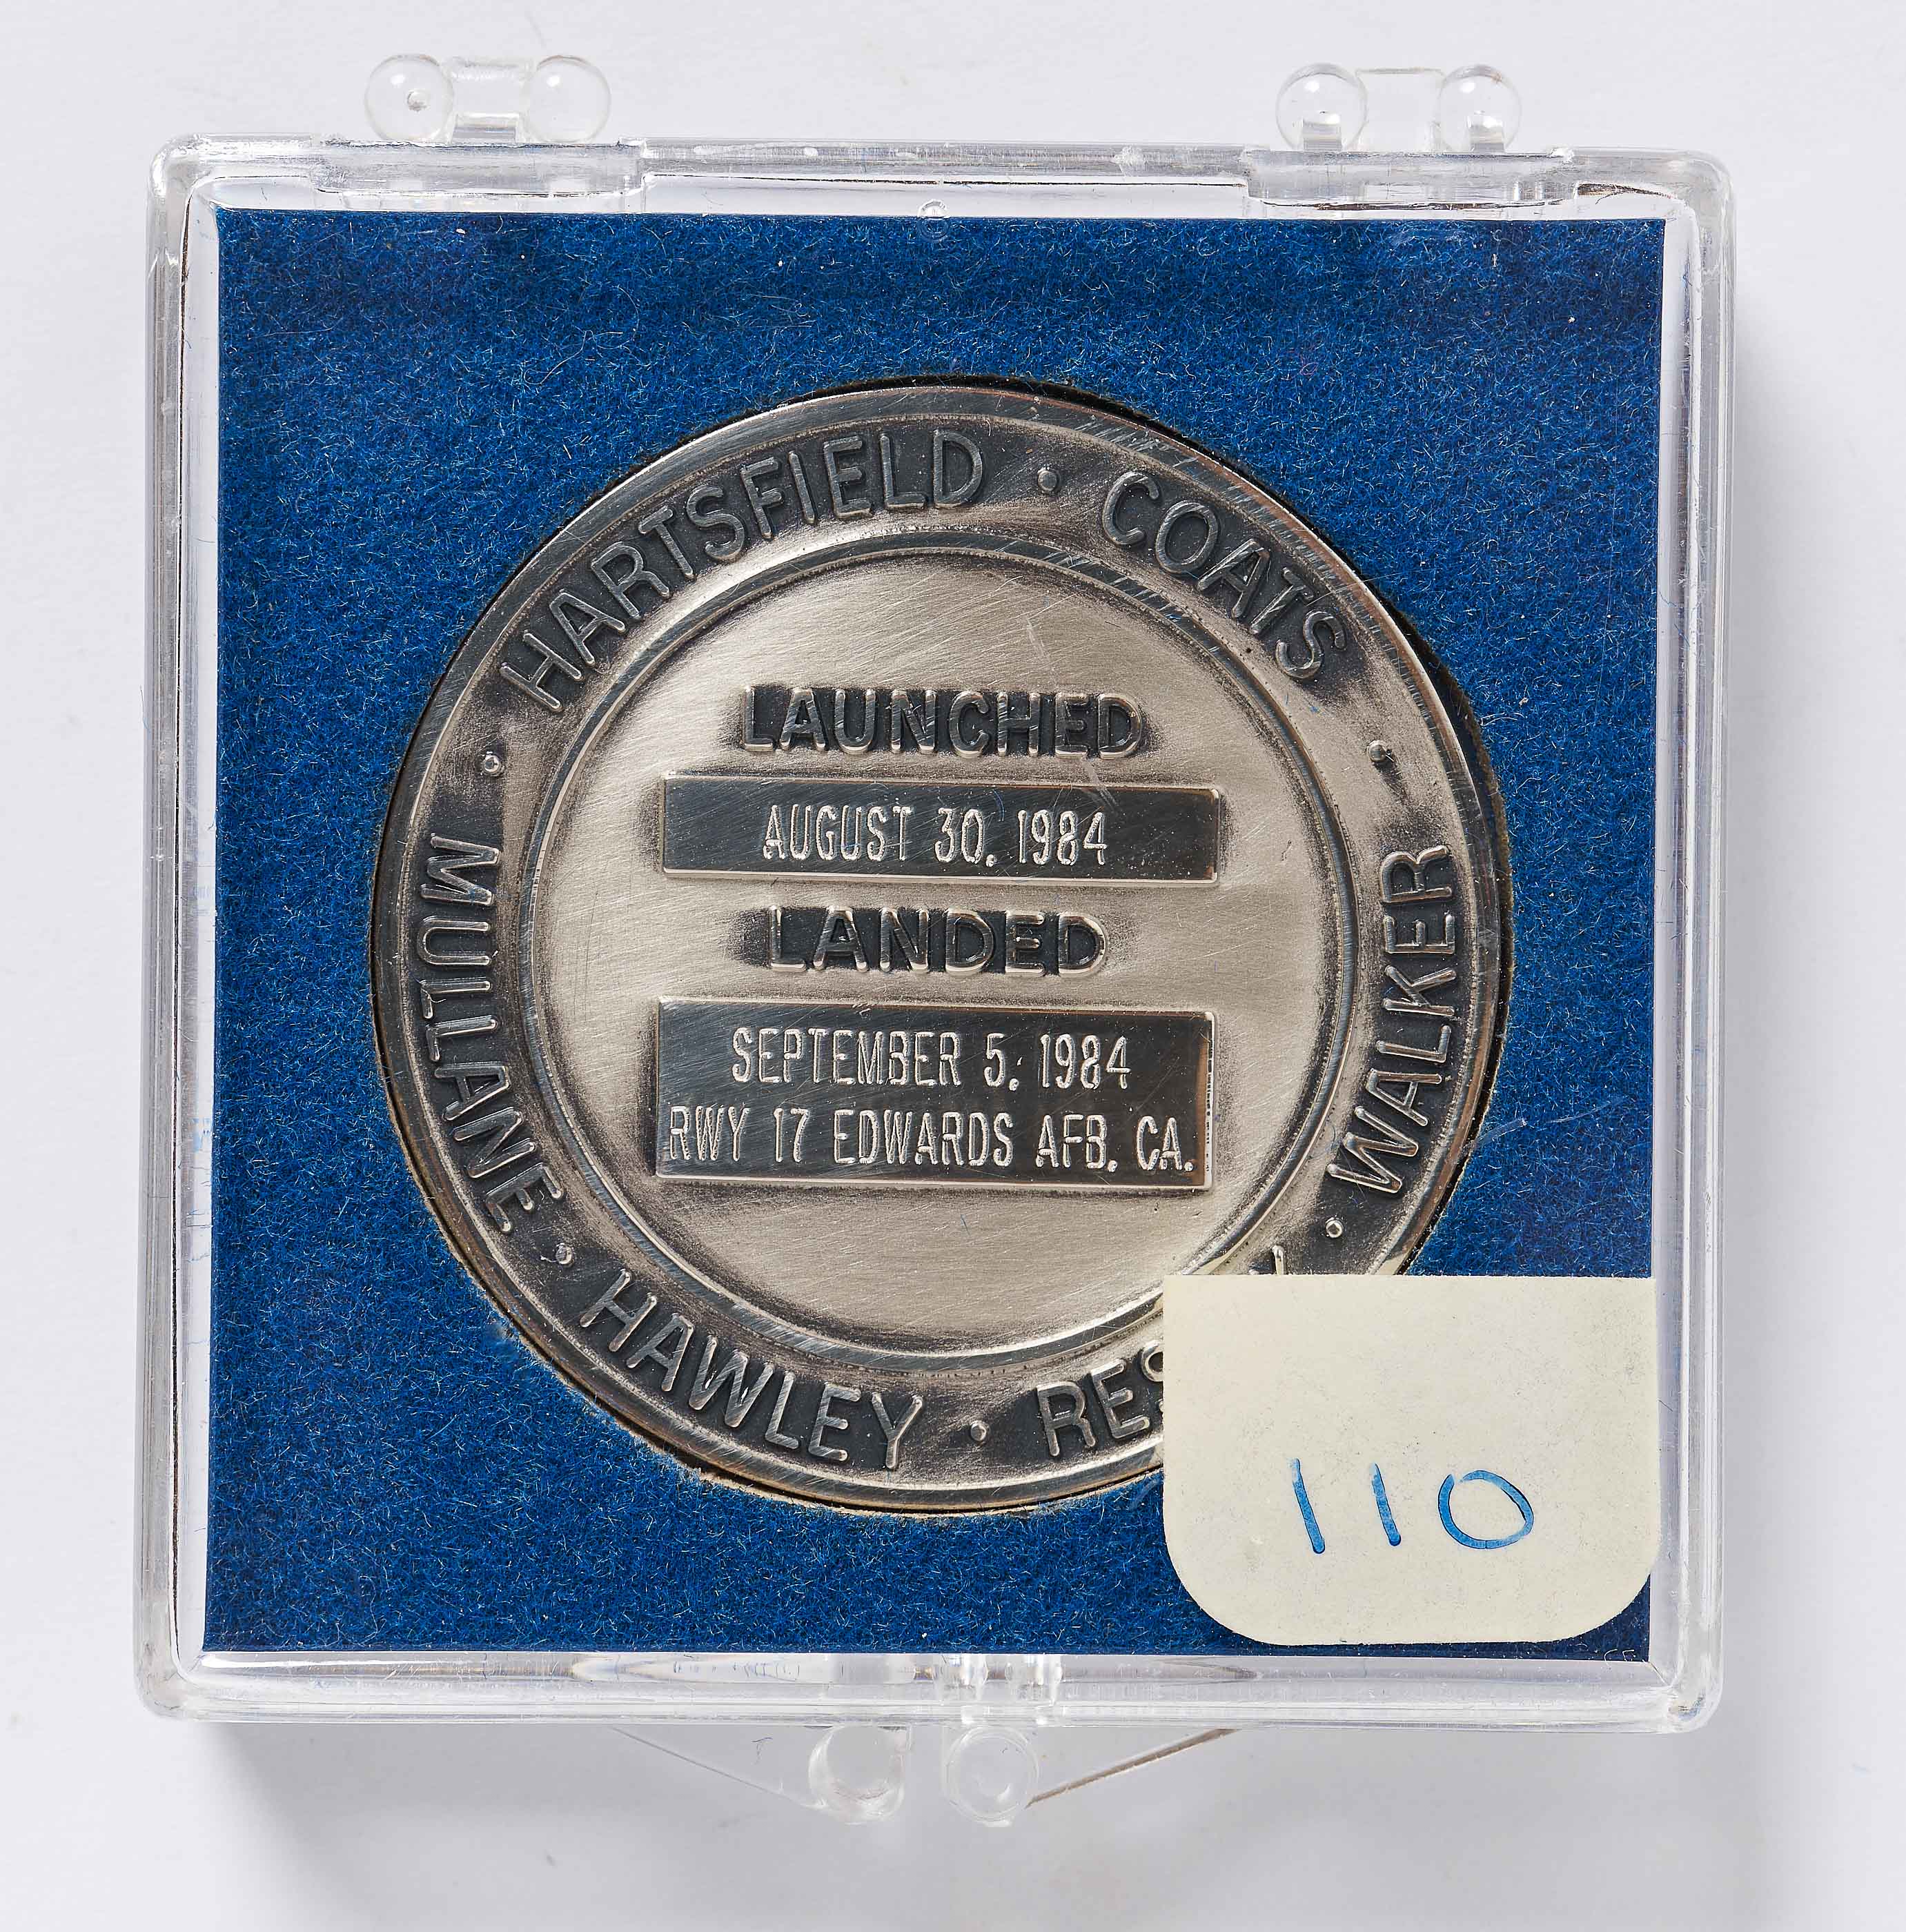 HARTSFIELD · COATS · WALKER · RES
HAWLEY · MULLANE ·
LAUNCHED
AUGUST 30, 1984
LANDED
SEPTEMBER 5, 1984
RWY 17 EDWARDS AFB, CA.
110